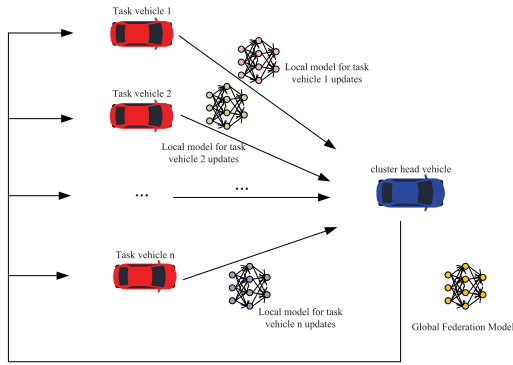 Task vehicle 1
Local model for task
vehicle 1 updates
Task vehicle 2
Local model for task
vehicle 2 updates
cluster head vehicle
...
...
Task vehicle n
Local model for task
vehicle n updates
Global Federation Model